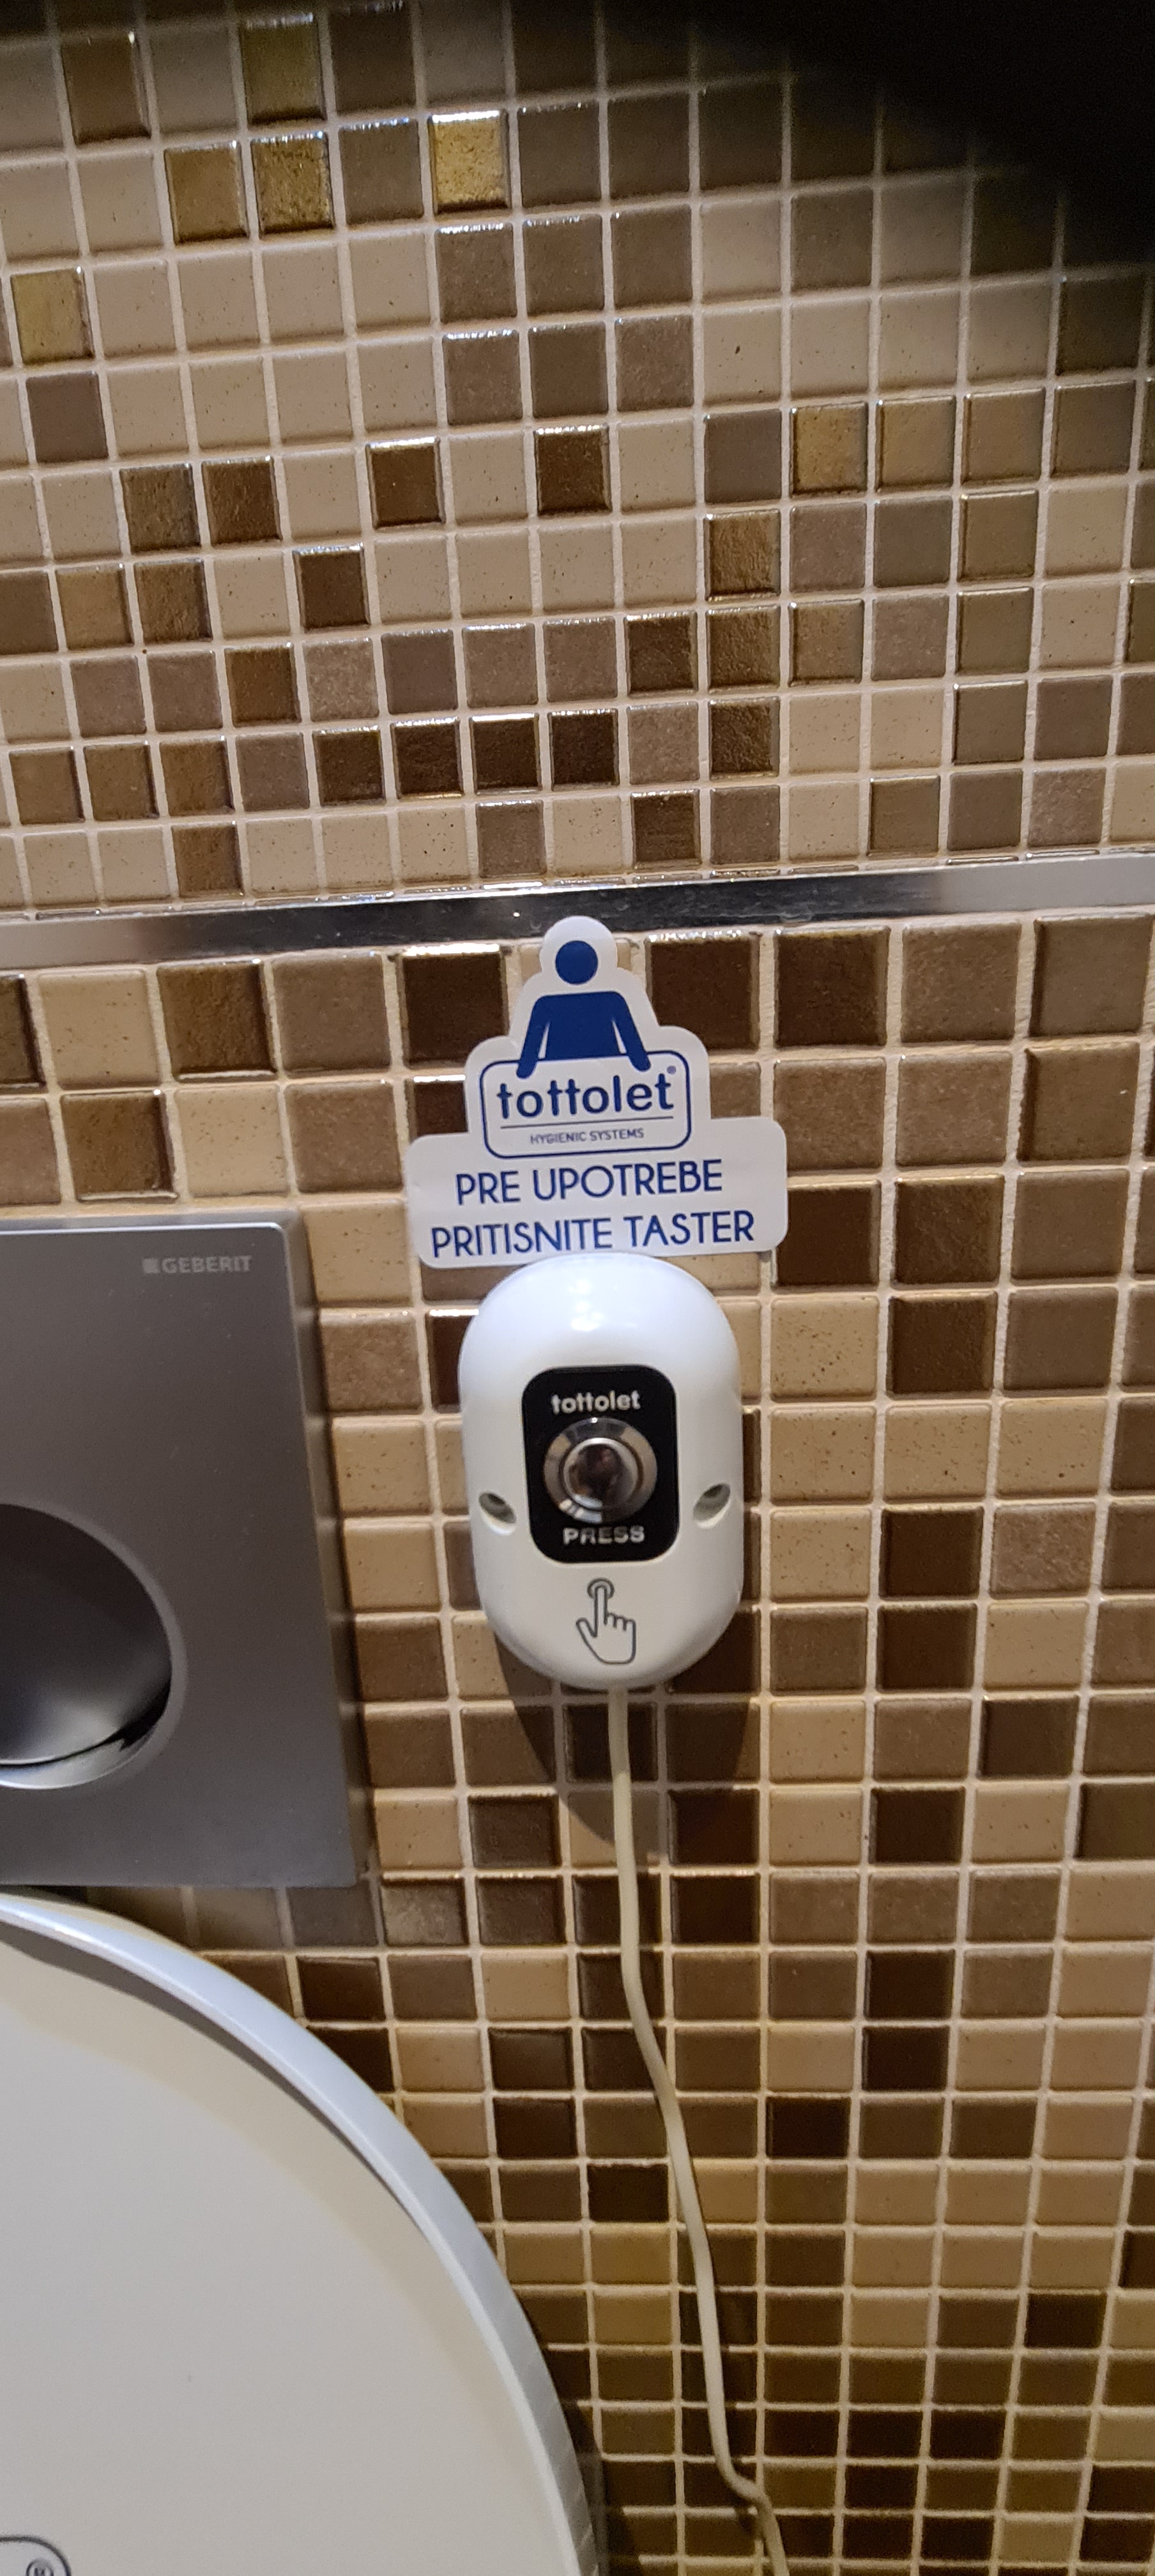 tottolet®
HYGIENIC SYSTEMS
PRE UPOTREBE
PRITISNITE TASTER
GEBERIT
tottolet
PRESS
®